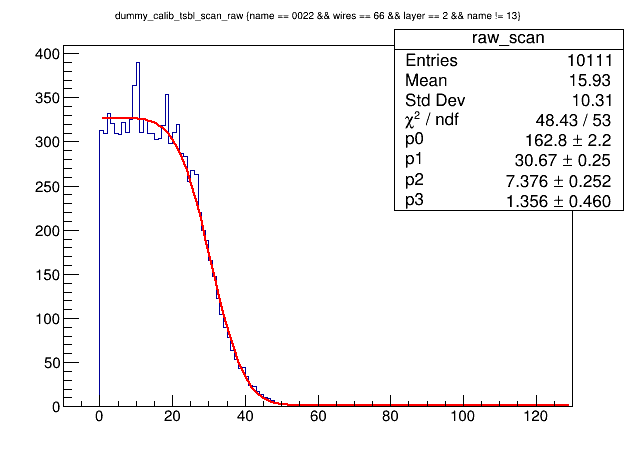 dummy_calib_tsbl_scan_raw {name == 0022 && wires == 66 && layer == 2 && name != 13}
raw_scan
Entries 10111
Mean 15.93
Std Dev 10.31
χ² / ndf 48.43 / 53
p0 162.8 ± 2.2
p1 30.67 ± 0.25
p2 7.376 ± 0.252
p3 1.356 ± 0.460
400
350
300
250
200
150
100
50
0
0 20 40 60 80 100 120